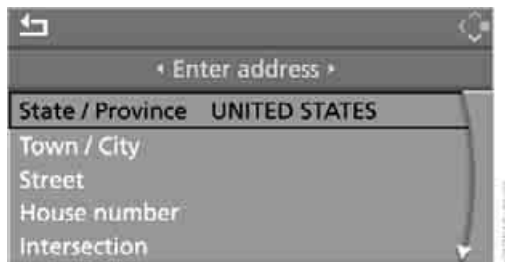 Enter address
State / Province UNITED STATES
Town / City
Street
House number
Intersection